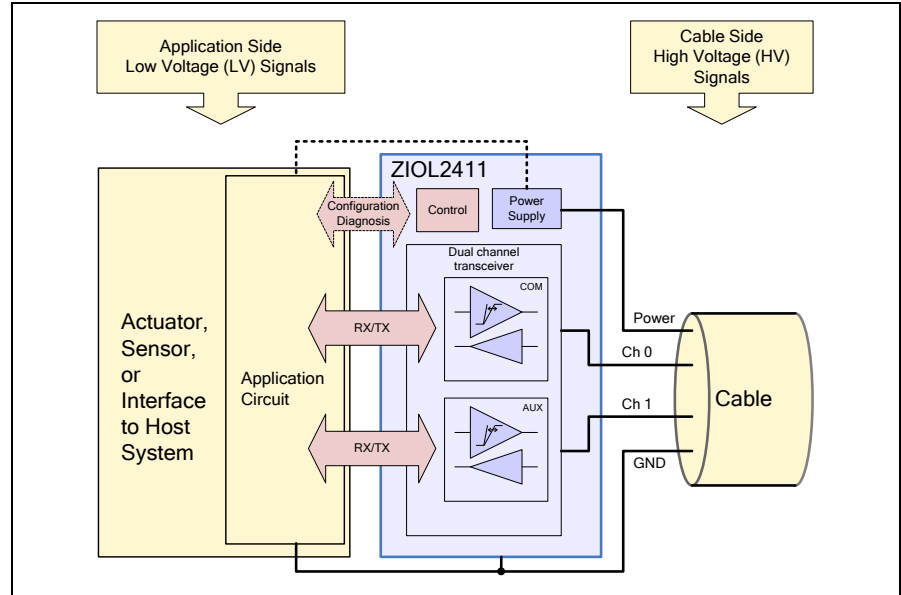 Application Side
Low Voltage (LV) Signals
Cable Side
High Voltage (HV)
Signals
ZIOL2411
Configuration
Diagnosis
Control
Power
Supply
Dual channel
transceiver
COM
RX/TX
AUX
RX/TX
Actuator,
Sensor,
or
Interface
to Host
System
Application
Circuit
Power
Ch 0
Ch 1
GND
Cable